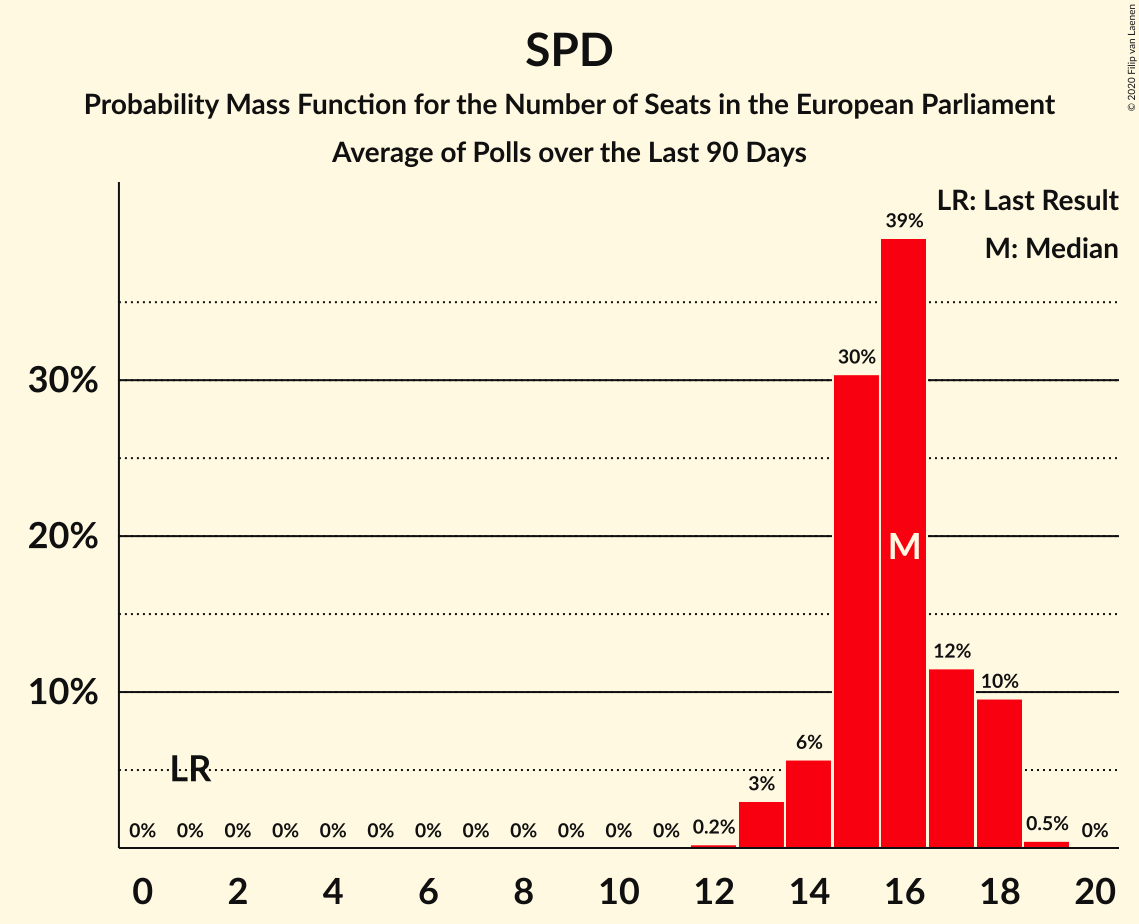 SPD
Probability Mass Function for the Number of Seats in the European Parliament
Average of Polls over the Last 90 Days
© 2020 Filip van Laenen
LR: Last Result
M: Median
39%
30%
30%
20%
M
12%
10%
10%
6%
LR
3%
0% 0% 0% 0% 0% 0% 0% 0% 0% 0% 0% 0% 0.2% 0.5% 0%
0 2 4 6 8 10 12 14 16 18 20